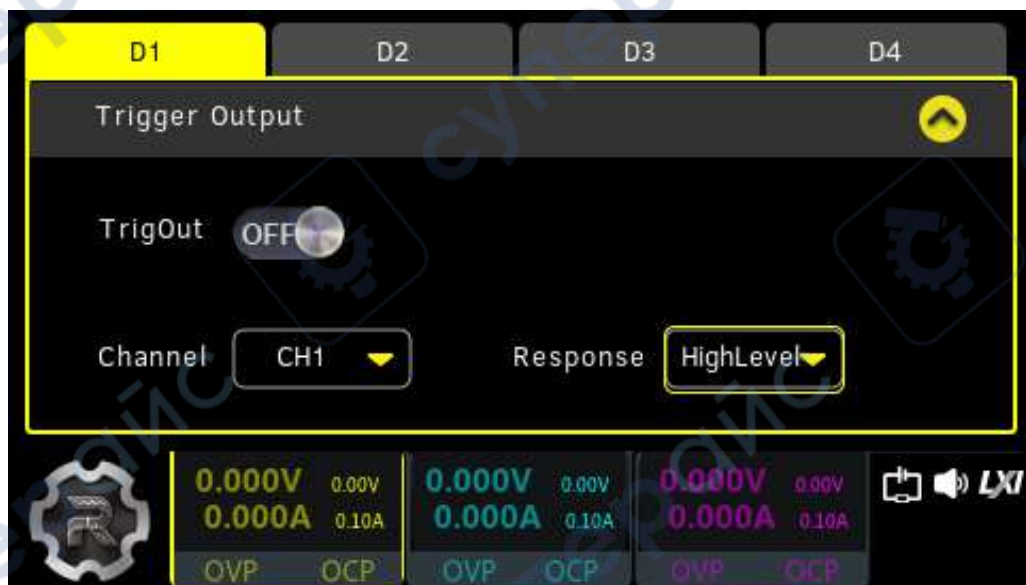 D1 D2 D3 D4
Trigger Output
TrigOut OFF
Channel CH1 Response HighLevel
0.000V 0.00V 0.000V 0.00V 0.000V 0.00V LXI
0.000A 0.10A 0.000A 0.10A 0.000A 0.10A
OVP OCP OVP OCP OVP OCP
R